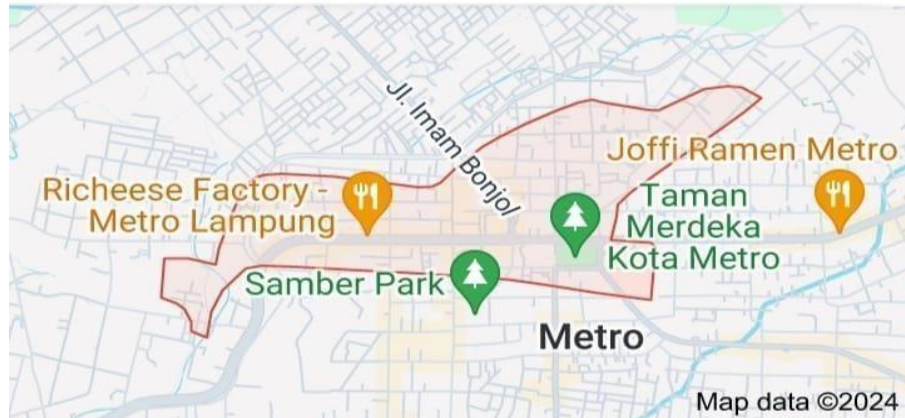 Jl. Imam Bonjol
Joffi Ramen Metro
Richeese Factory -
Metro Lampung
Taman
Merdeka
Kota Metro
Samber Park
Metro
Map data ©2024